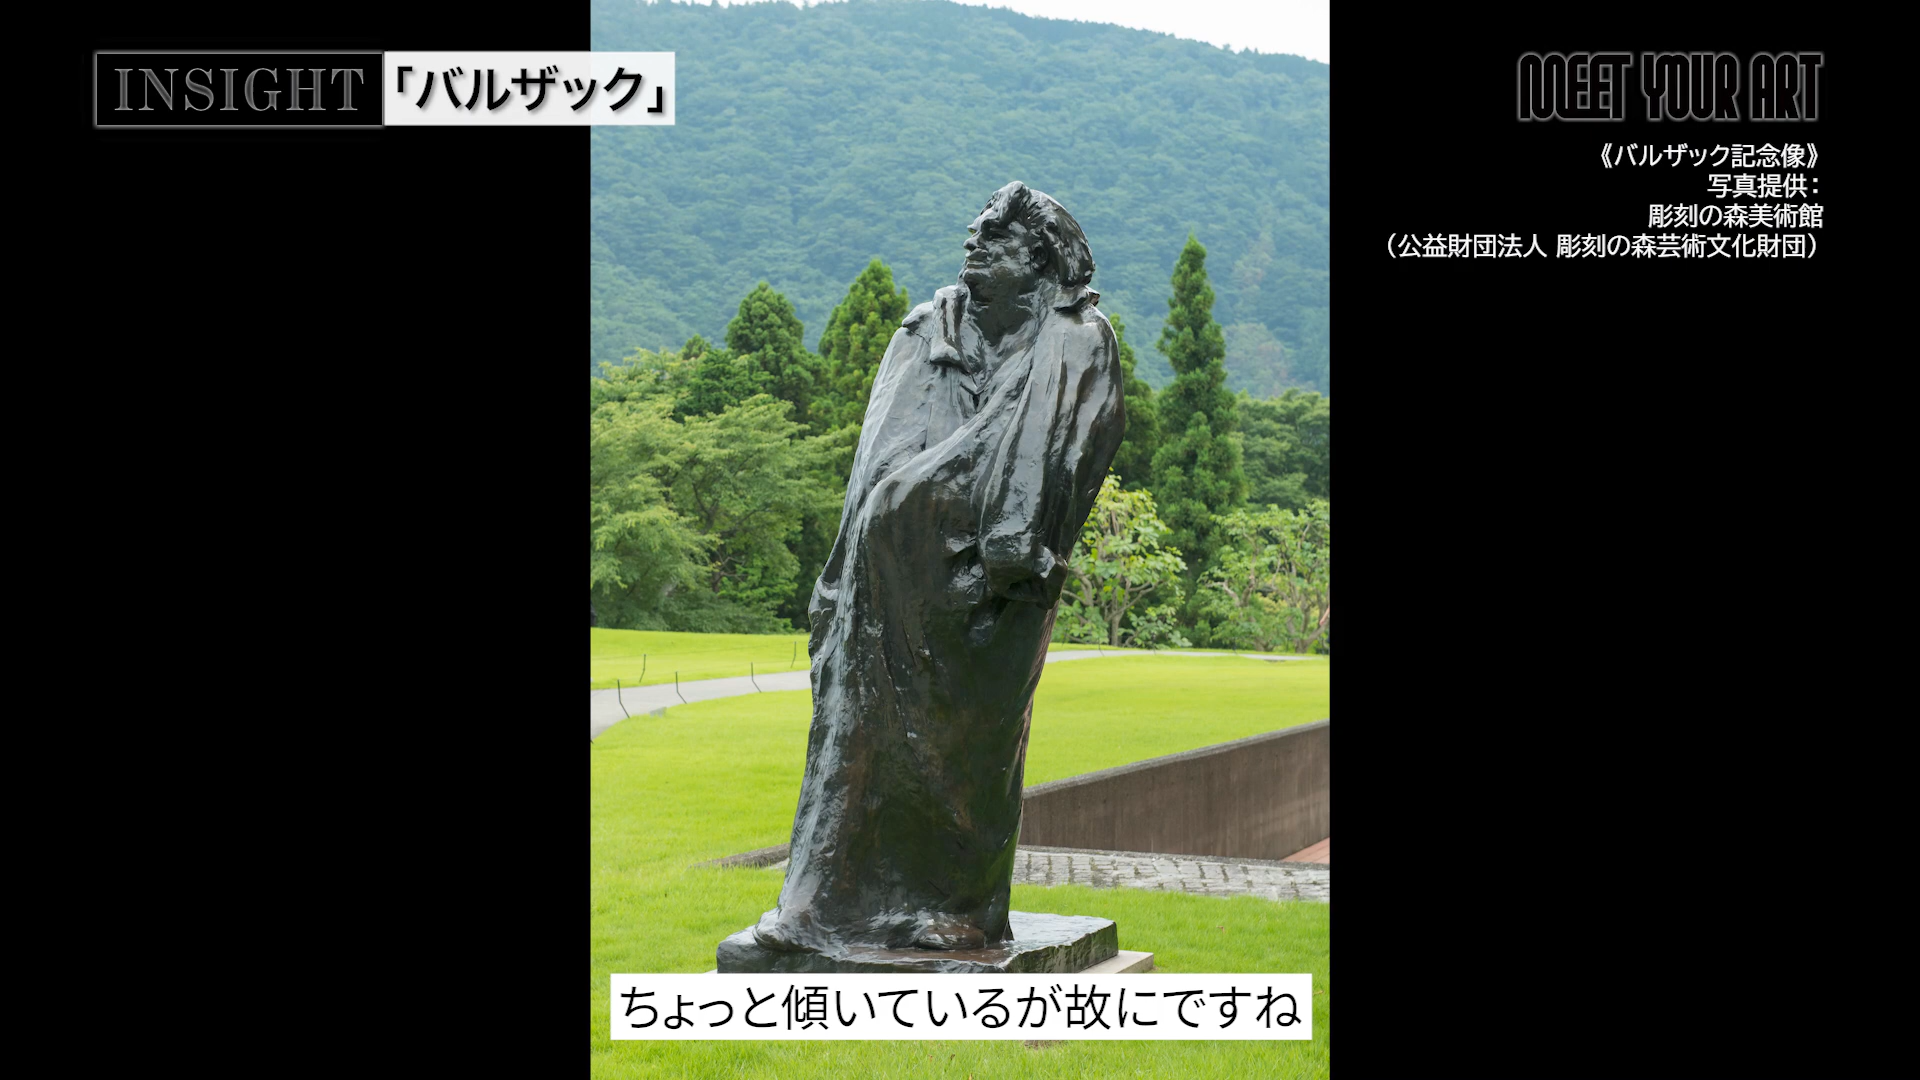 INSIGHT「バルザック」
MEET YOUR ART
《バルザック記念像》
写真提供：
彫刻の森美術館
（公益財団法人 彫刻の森芸術文化財団）
ちょっと傾いているが故にですね